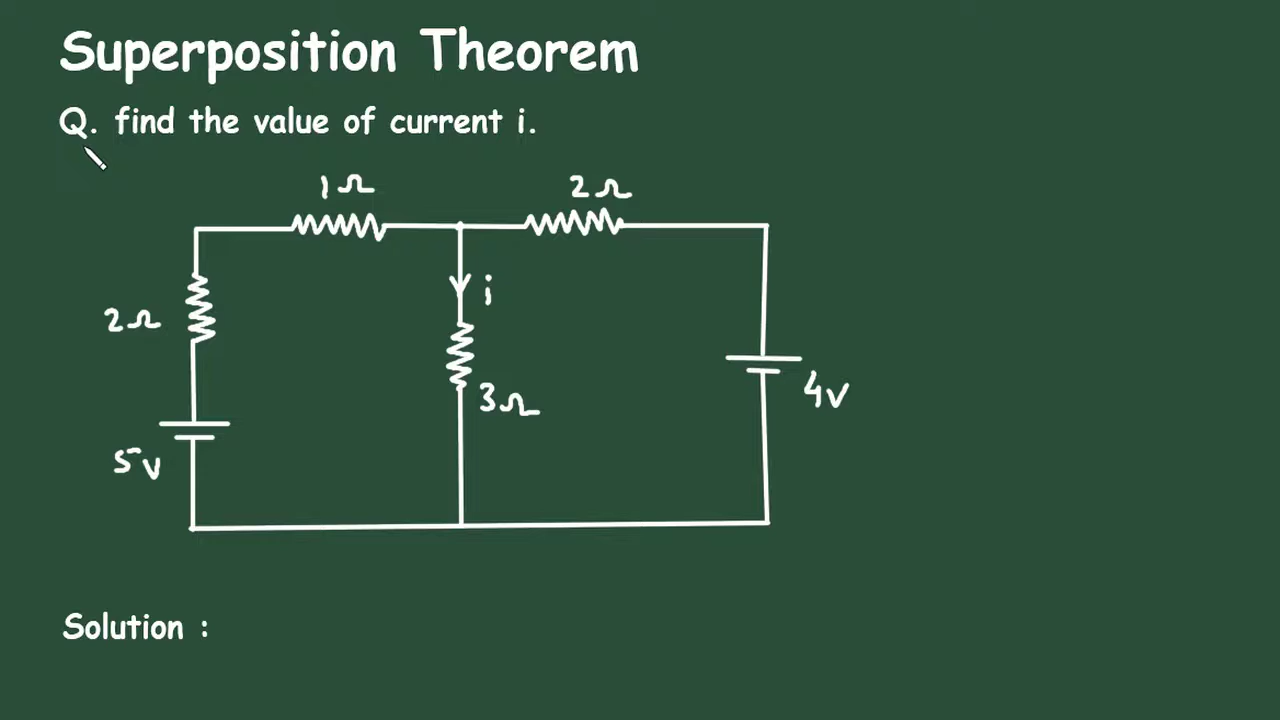 Superposition Theorem
Q. find the value of current i.
1Ω
2Ω
i
2Ω
3Ω
4V
5V
Solution :